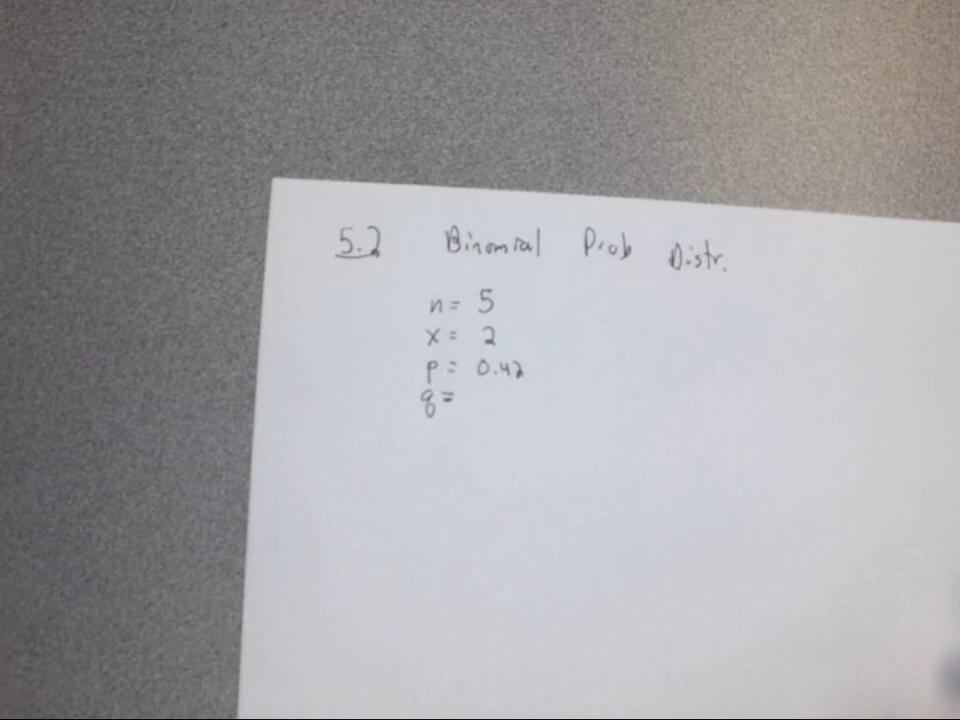 5.2 Binomial Prob Distr.
n = 5
x = 2
p = 0.42
q =